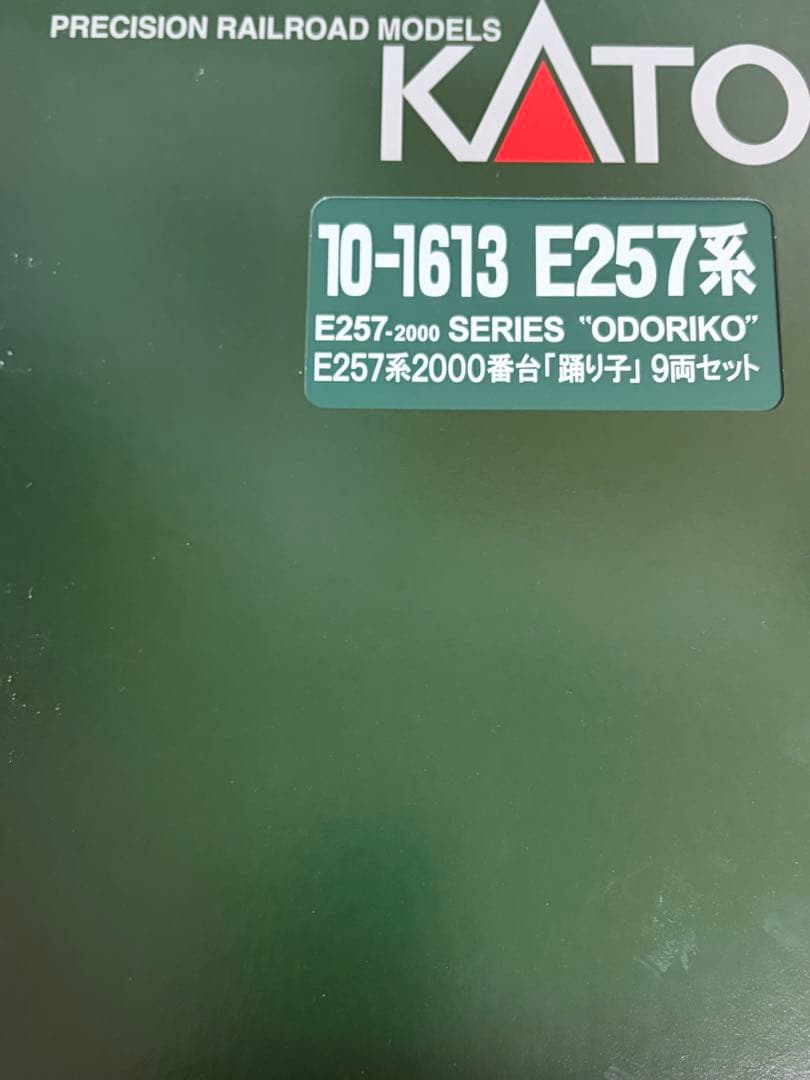 PRECISION RAILROAD MODELS
KATO
10-1613 E257系
E257-2000 SERIES “ODORIKO”
E257系2000番台「踊り子」 9両セット